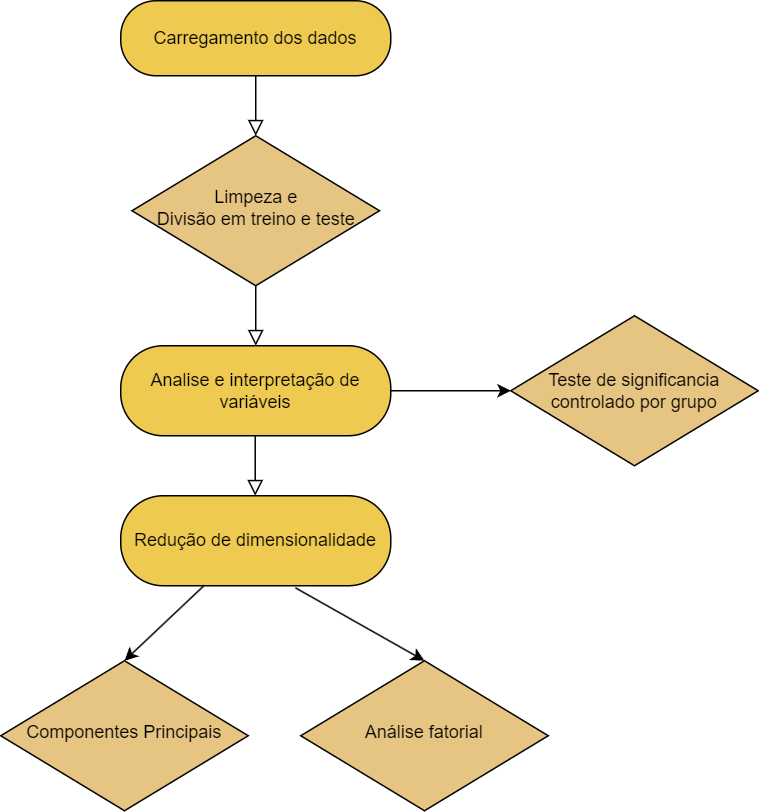 Carregamento dos dados
Limpeza e
Divisão em treino e teste
Analise e interpretação de
variáveis
Teste de significancia
controlado por grupo
Redução de dimensionalidade
Componentes Principais
Análise fatorial